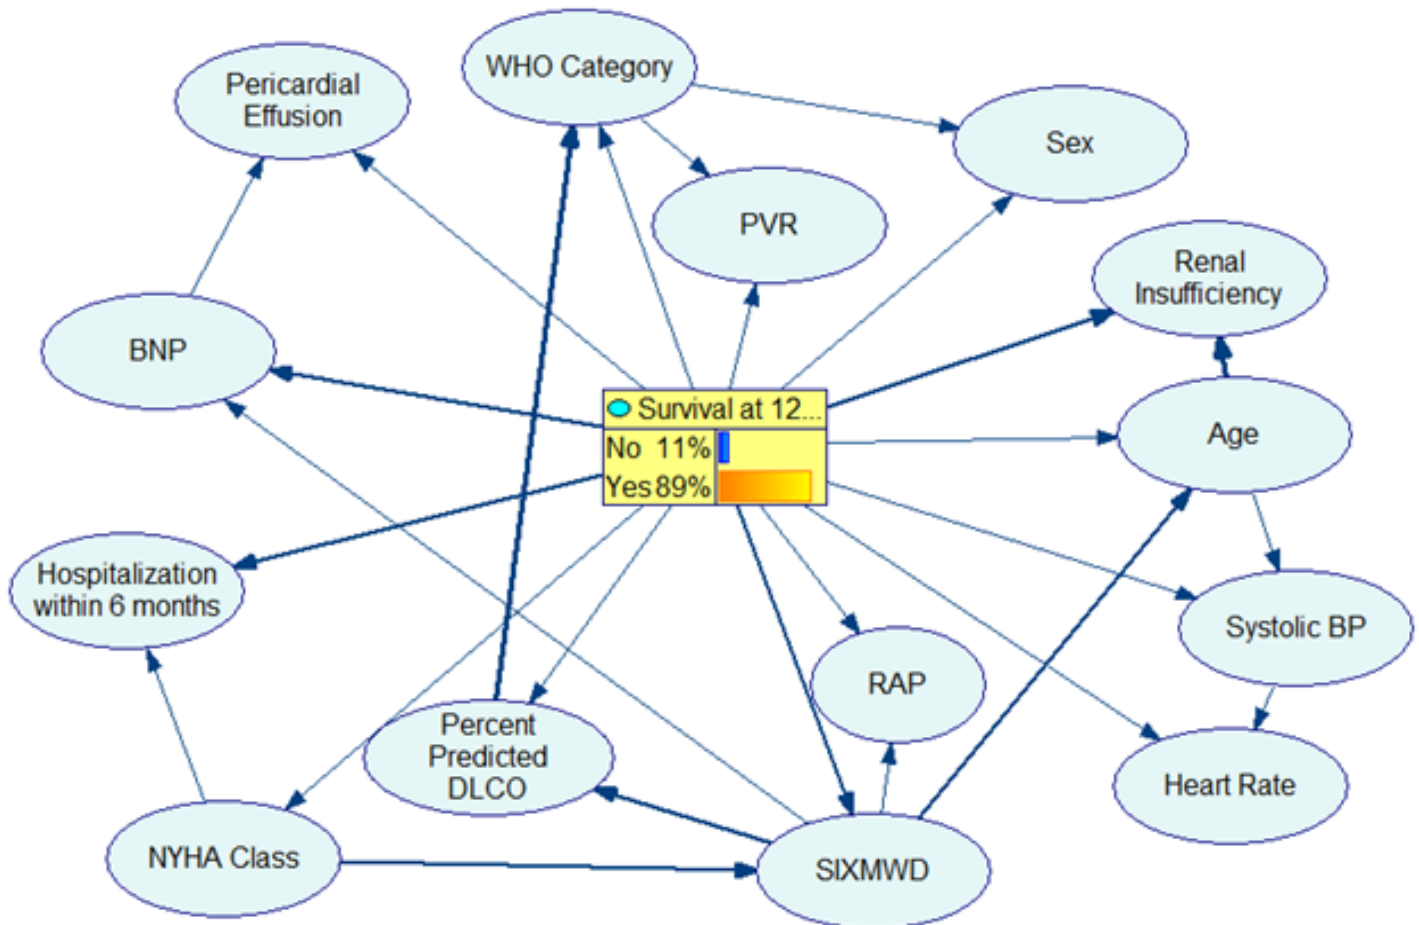 WHO Category
Pericardial
Effusion
Sex
PVR
Renal
Insufficiency
BNP
Survival at 12...
No 11%
Yes 89%
Age
Hospitalization
within 6 months
Systolic BP
RAP
Percent
Predicted
DLCO
Heart Rate
NYHA Class
SIXMWD